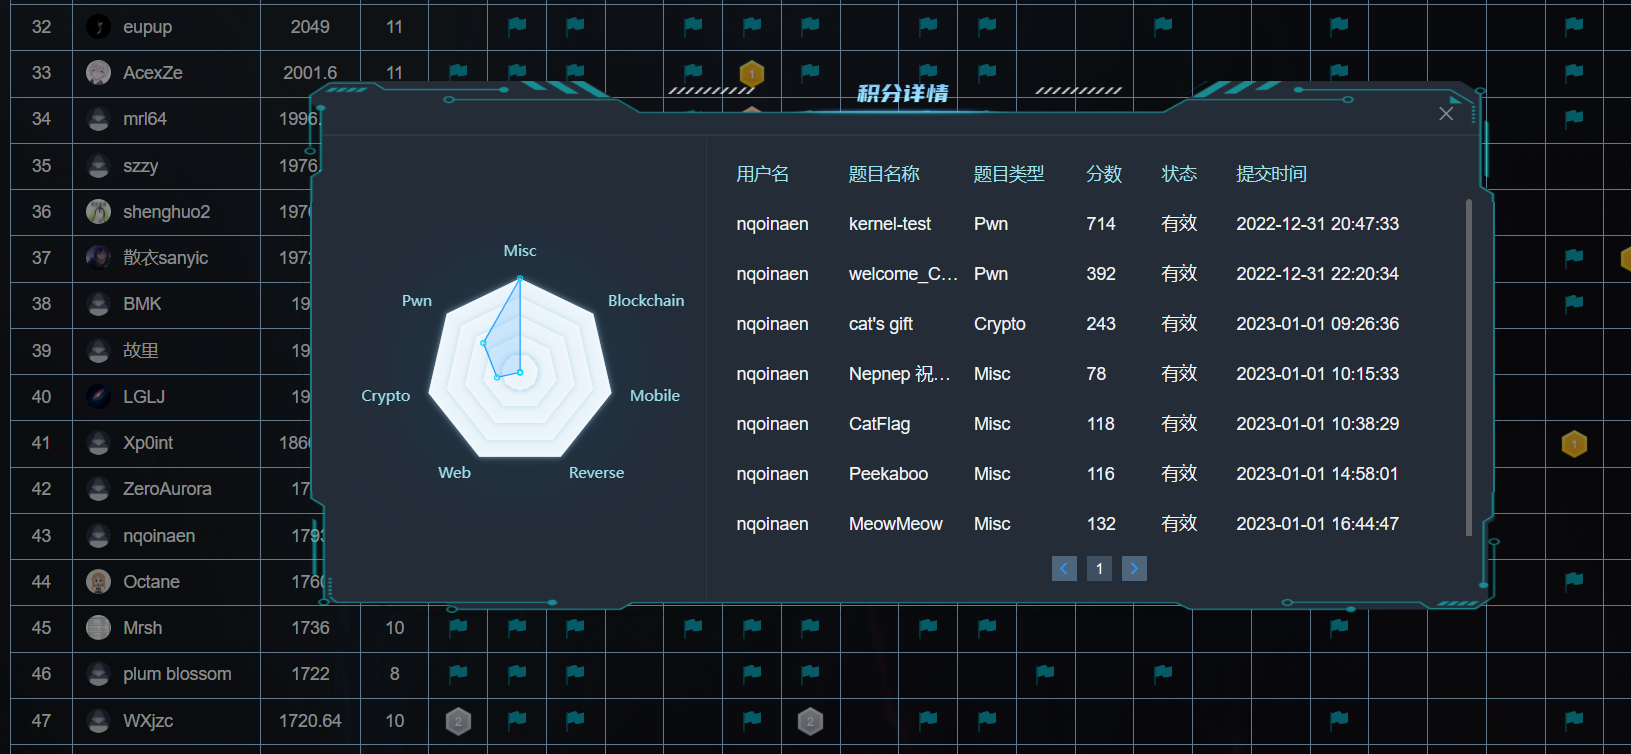 32 eupup 2049 11
33 AcexZe 2001.6 11 1
积分详情
34 mrl64 1996.
35 szzy 1976
36 shenghuo2 197
37 散衣sanyic 197
38 BMK 19
39 故里 19
40 LGLJ 19
41 Xp0int 186 1
42 ZeroAurora 17
43 nqoinaen 179
44 Octane 176
45 Mrsh 1736 10
46 plum blossom 1722 8
47 WXjzc 1720.64 10 2 2
Misc
Pwn Blockchain
Crypto Mobile
Web Reverse
用户名 题目名称 题目类型 分数 状态 提交时间
nqoinaen kernel-test Pwn 714 有效 2022-12-31 20:47:33
nqoinaen welcome_C... Pwn 392 有效 2022-12-31 22:20:34
nqoinaen cat's gift Crypto 243 有效 2023-01-01 09:26:36
nqoinaen Nepnep 祝... Misc 78 有效 2023-01-01 10:15:33
nqoinaen CatFlag Misc 118 有效 2023-01-01 10:38:29
nqoinaen Peekaboo Misc 116 有效 2023-01-01 14:58:01
nqoinaen MeowMeow Misc 132 有效 2023-01-01 16:44:47
1